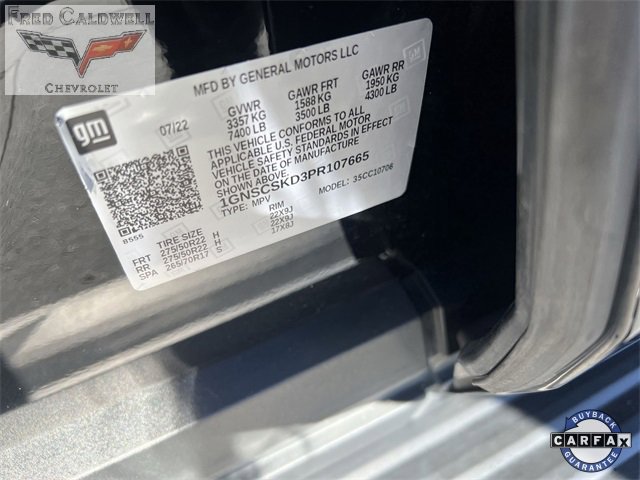 FRED CALDWELL
CHEVROLET
MFD BY GENERAL MOTORS LLC
gm
07/22
GVWR GAWR FRT GAWR RR
3357 KG 1588 KG 1950 KG
7400 LB 3500 LB 4300 LB
THIS VEHICLE CONFORMS TO ALL
APPLICABLE U.S. FEDERAL MOTOR
VEHICLE SAFETY STANDARDS IN EFFECT
ON THE DATE OF MANUFACTURE
1GNSCSKD3PR107665
TYPE: MPV MODEL: 35CC10706
B555
TIRE SIZE RIM
FRT 275/50R22 H 22X9J
RR 275/50R22 H 22X9J
SPA 265/70R17 S 17X8J
BUYBACK
CARFAX
GUARANTEE